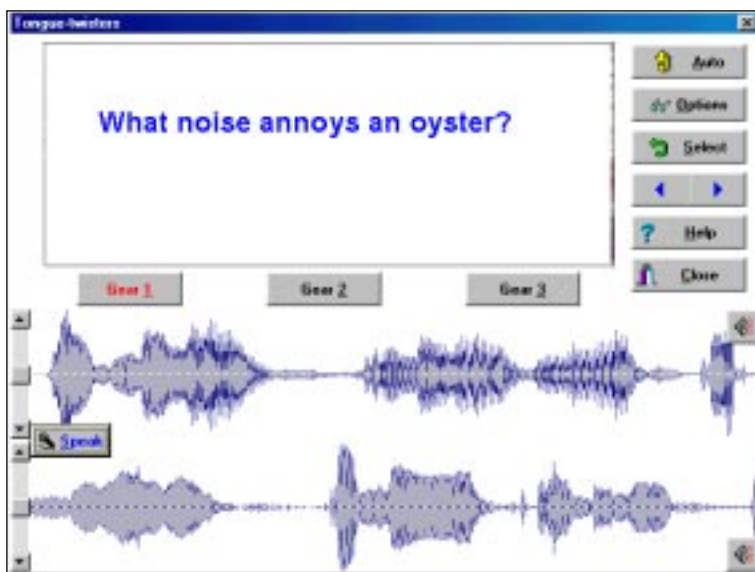 Tongue-twisters
What noise annoys an oyster?
Auto
Options
Select
Help
Close
Gear 1
Gear 2
Gear 3
Speak